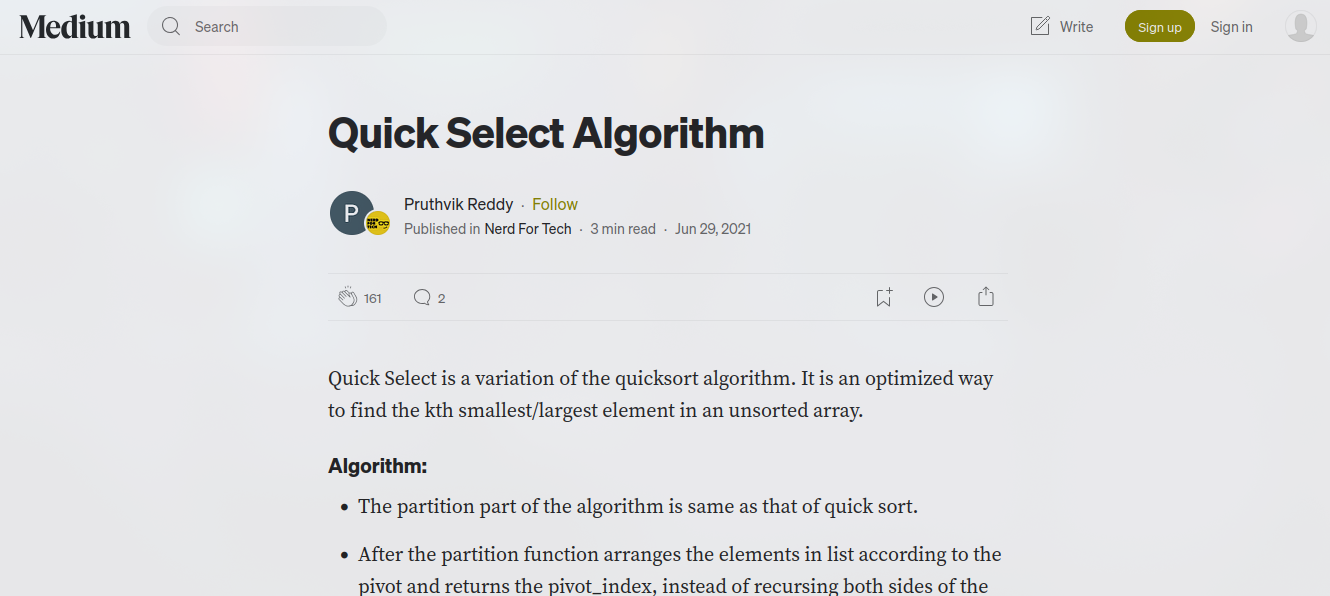 Medium
Search
Write
Sign up
Sign in
Quick Select Algorithm
P
NERD FOR TECH
Pruthvik Reddy · Follow
Published in Nerd For Tech · 3 min read · Jun 29, 2021
161
2
Quick Select is a variation of the quicksort algorithm. It is an optimized way
to find the kth smallest/largest element in an unsorted array.
Algorithm:
• The partition part of the algorithm is same as that of quick sort.
• After the partition function arranges the elements in list according to the
pivot and returns the pivot_index, instead of recursing both sides of the